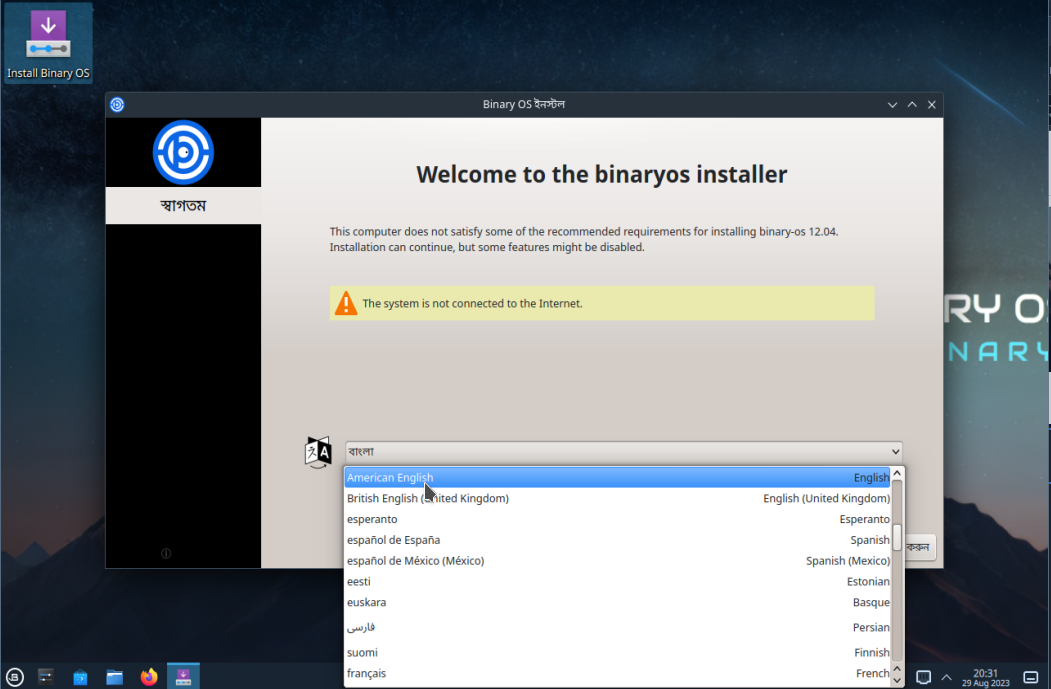 Install Binary OS
Binary OS ইনস্টল
স্বাগতম
Welcome to the binaryos installer
This computer does not satisfy some of the recommended requirements for installing binary-os 12.04.
Installation can continue, but some features might be disabled.
The system is not connected to the Internet.
RY O
NARY
বাংলা
American English English
British English (United Kingdom) English (United Kingdom)
esperanto Esperanto
español de España Spanish
español de México (México) Spanish (Mexico)
eesti Estonian
করুন
euskara Basque
فارسی Persian
suomi Finnish
français French
20:31
29 Aug 2023